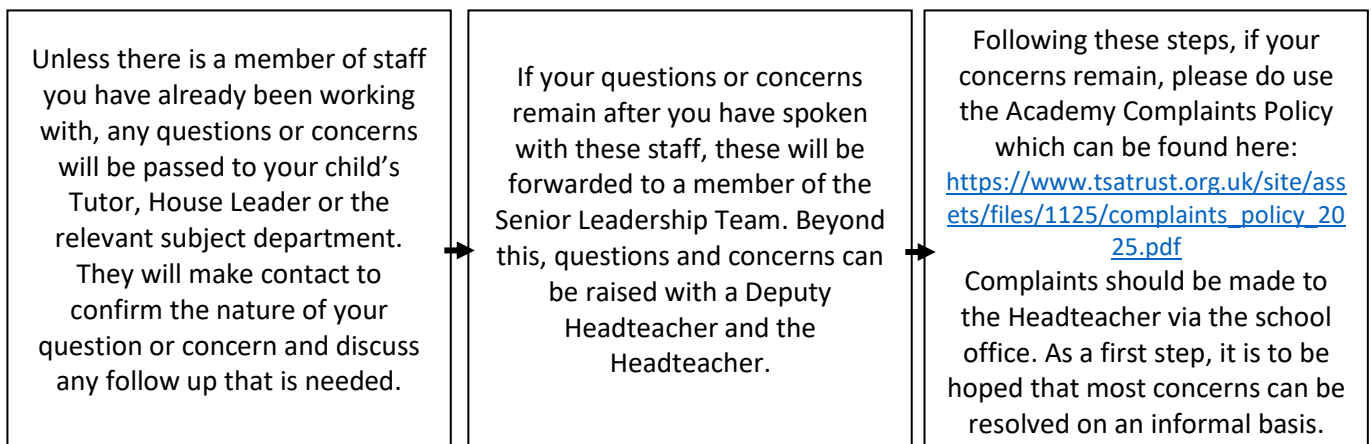 Unless there is a member of staff
you have already been working
with, any questions or concerns
will be passed to your child’s
Tutor, House Leader or the
relevant subject department.
They will make contact to
confirm the nature of your
question or concern and discuss
any follow up that is needed.
If your questions or concerns
remain after you have spoken
with these staff, these will be
forwarded to a member of the
Senior Leadership Team. Beyond
this, questions and concerns can
be raised with a Deputy
Headteacher and the
Headteacher.
Following these steps, if your
concerns remain, please do use
the Academy Complaints Policy
which can be found here:
https://www.tsatrust.org.uk/site/ass
ets/files/1125/complaints_policy_20
25.pdf
Complaints should be made to
the Headteacher via the school
office. As a first step, it is to be
hoped that most concerns can be
resolved on an informal basis.